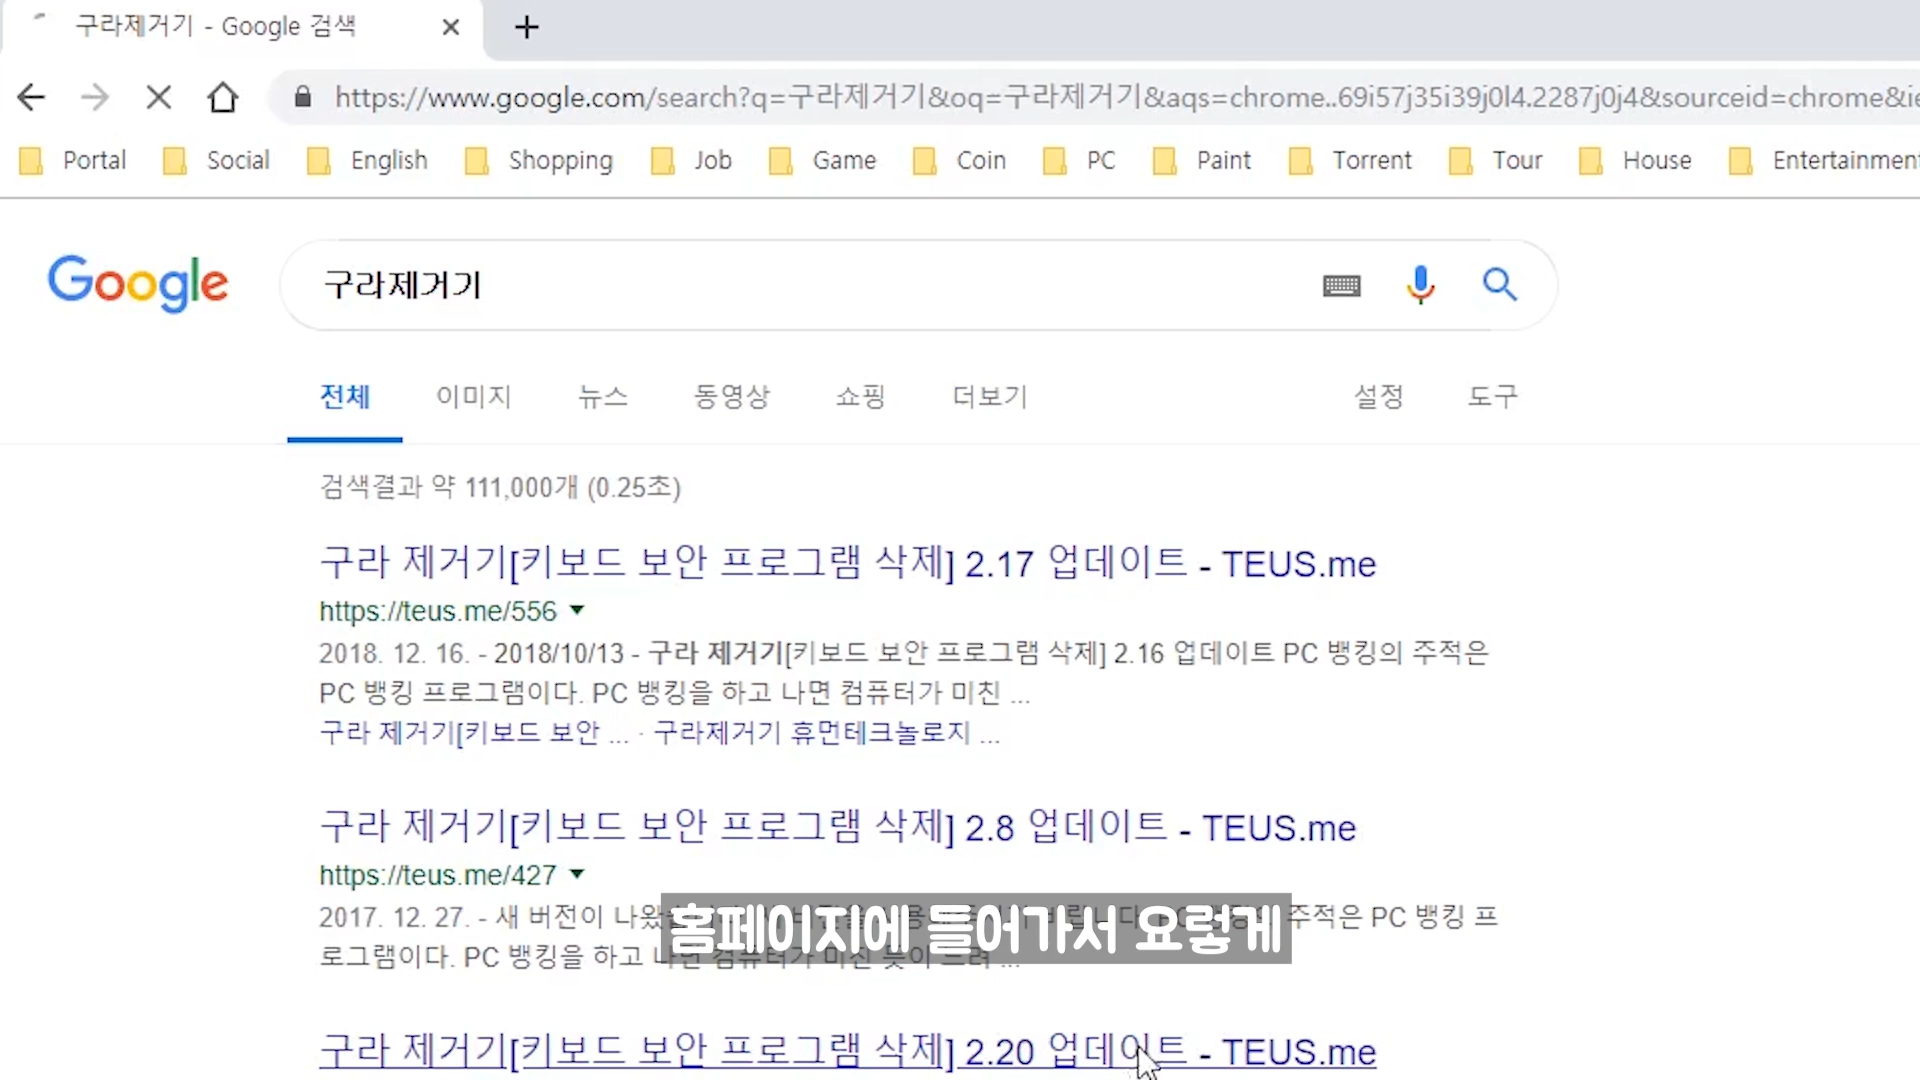 구라제거기 - Google 검색
https://www.google.com/search?q=구라제거기&oq=구라제거기&aqs=chrome..69i57j35i39j0l4.2287j0j4&sourceid=chrome&ie
Portal Social English Shopping Job Game Coin PC Paint Torrent Tour House Entertainment
Google 구라제거기
전체 이미지 뉴스 동영상 쇼핑 더보기 설정 도구
검색결과 약 111,000개 (0.25초)
구라 제거기[키보드 보안 프로그램 삭제] 2.17 업데이트 - TEUS.me
https://teus.me/556
2018. 12. 16. - 2018/10/13 - 구라 제거기[키보드 보안 프로그램 삭제] 2.16 업데이트 PC 뱅킹의 주적은
PC 뱅킹 프로그램이다. PC 뱅킹을 하고 나면 컴퓨터가 미친 ...
구라 제거기[키보드 보안 ... · 구라제거기 휴먼테크놀로지 ...
구라 제거기[키보드 보안 프로그램 삭제] 2.8 업데이트 - TEUS.me
https://teus.me/427
2017. 12. 27. - 새 버전이 주적은 PC 뱅킹 프
로그램이다. PC 뱅킹을 하고
홈페이지에 들어가서 요렇게
구라 제거기[키보드 보안 프로그램 삭제] 2.20 업데이트 - TEUS.me